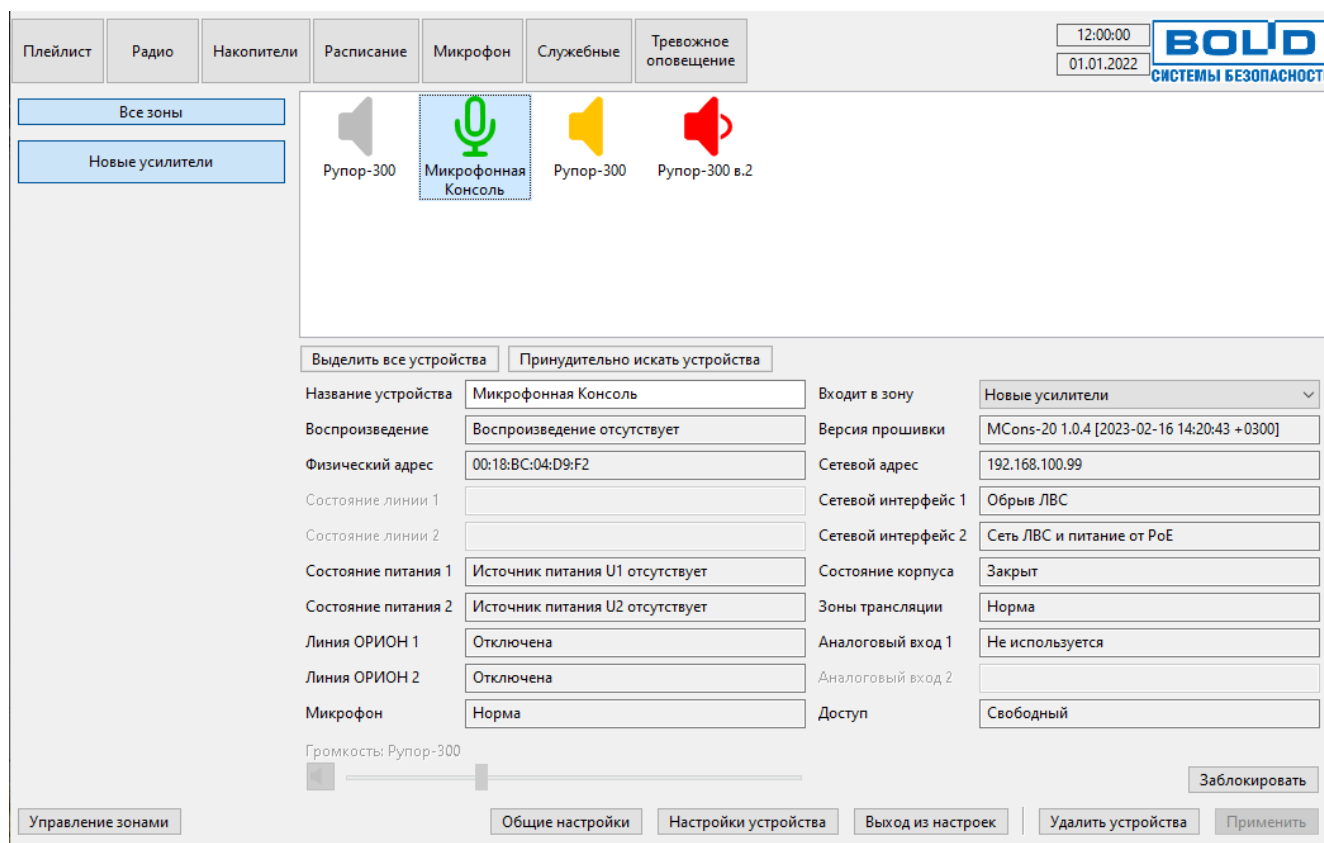 Плейлист
Радио
Накопители
Расписание
Микрофон
Служебные
Тревожное
оповещение
12:00:00
01.01.2022
BOLID
СИСТЕМЫ БЕЗОПАСНОСТ
Все зоны
Новые усилители
Рупор-300
Микрофонная
Консоль
Рупор-300
Рупор-300 в.2
Выделить все устройства
Принудительно искать устройства
Название устройства
Микрофонная Консоль
Входит в зону
Новые усилители
Воспроизведение
Воспроизведение отсутствует
Версия прошивки
MCons-20 1.0.4 [2023-02-16 14:20:43 +0300]
Физический адрес
00:18:BC:04:D9:F2
Сетевой адрес
192.168.100.99
Состояние линии 1
Сетевой интерфейс 1
Обрыв ЛВС
Состояние линии 2
Сетевой интерфейс 2
Сеть ЛВС и питание от PoE
Состояние питания 1
Источник питания U1 отсутствует
Состояние корпуса
Закрыт
Состояние питания 2
Источник питания U2 отсутствует
Зоны трансляции
Норма
Линия ОРИОН 1
Отключена
Аналоговый вход 1
Не используется
Линия ОРИОН 2
Отключена
Аналоговый вход 2
Микрофон
Норма
Доступ
Свободный
Громкость: Рупор-300
Заблокировать
Управление зонами
Общие настройки
Настройки устройства
Выход из настроек
Удалить устройства
Применить